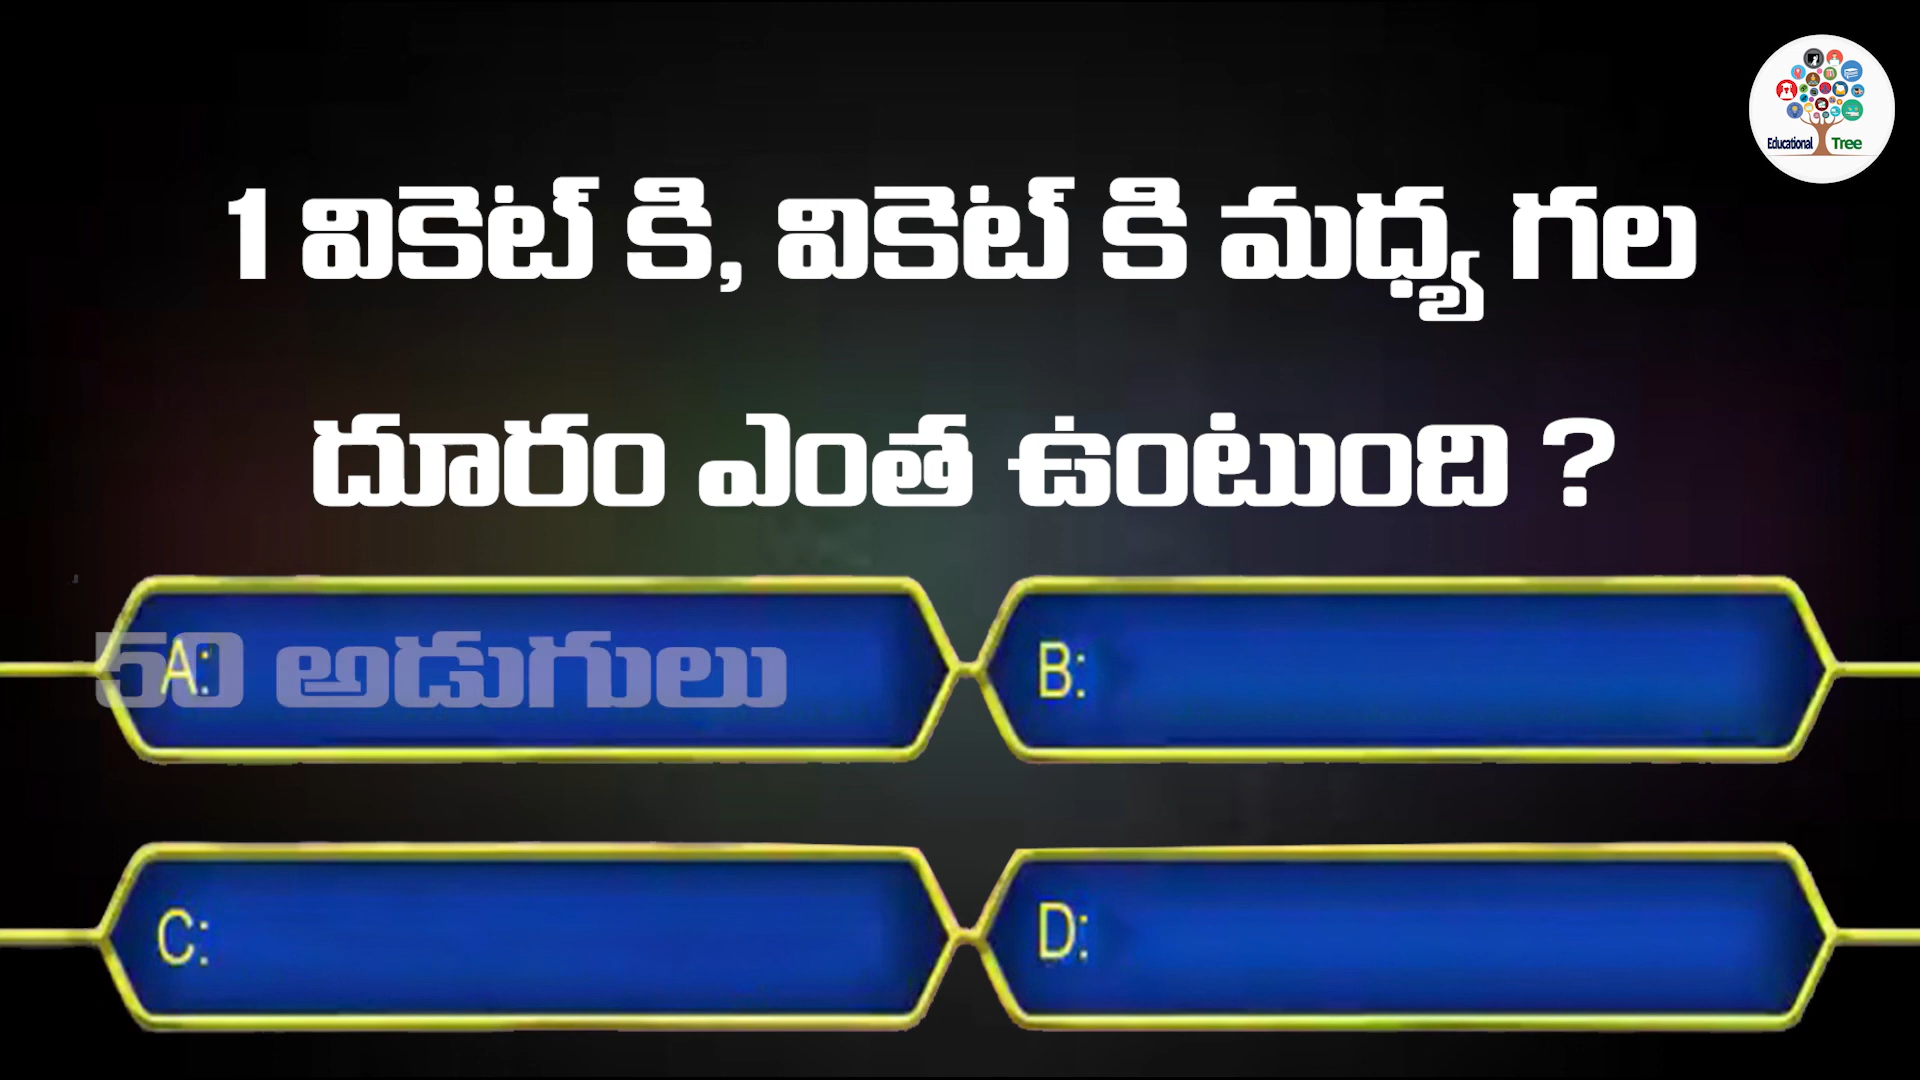 Educational Tree
1 వికెట్ కి, వికెట్ కి మధ్య గల
దూరం ఎంత ఉంటుంది ?
A: 50 అడుగులు
B:
C:
D: